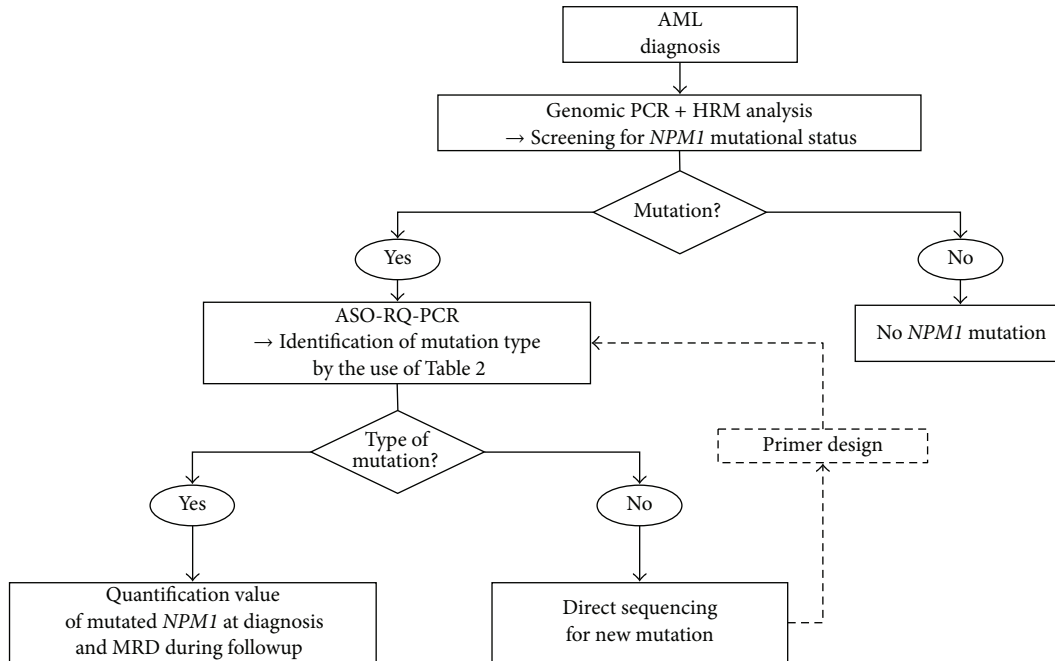 AML
diagnosis
Genomic PCR + HRM analysis
→ Screening for NPM1 mutational status
Mutation?
Yes
No
ASO-RQ-PCR
→ Identification of mutation type
by the use of Table 2
No NPM1 mutation
Type of
mutation?
Primer design
Yes
No
Quantification value
of mutated NPM1 at diagnosis
and MRD during followup
Direct sequencing
for new mutation